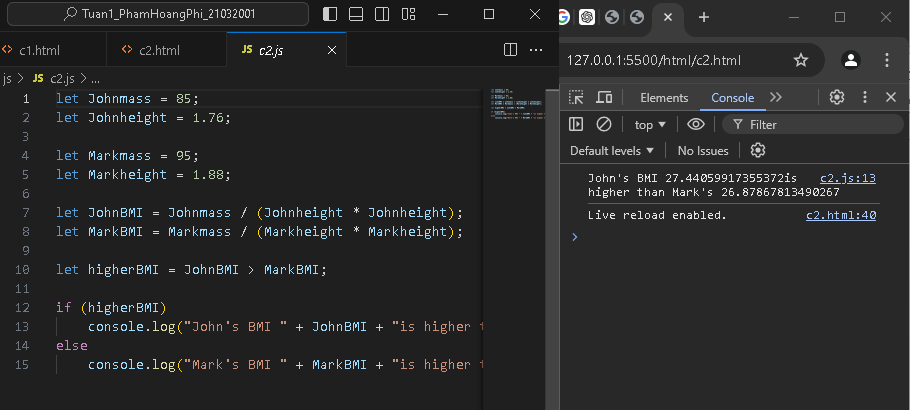 Tuan1_PhamHoangPhi_21032001
c1.html
c2.html
JS c2.js
js > JS c2.js > ...
1 let Johnmass = 85;
2 let Johnheight = 1.76;
3
4 let Markmass = 95;
5 let Markheight = 1.88;
6
7 let JohnBMI = Johnmass / (Johnheight * Johnheight);
8 let MarkBMI = Markmass / (Markheight * Markheight);
9
10 let higherBMI = JohnBMI > MarkBMI;
11
12 if (higherBMI)
13 console.log("John's BMI " + JohnBMI + "is higher
14 else
15 console.log("Mark's BMI " + MarkBMI + "is higher
127.0.0.1:5500/html/c2.html
Elements Console
top Filter
Default levels No Issues
John's BMI 27.44059917355372is c2.js:13
higher than Mark's 26.87867813490267
Live reload enabled. c2.html:40